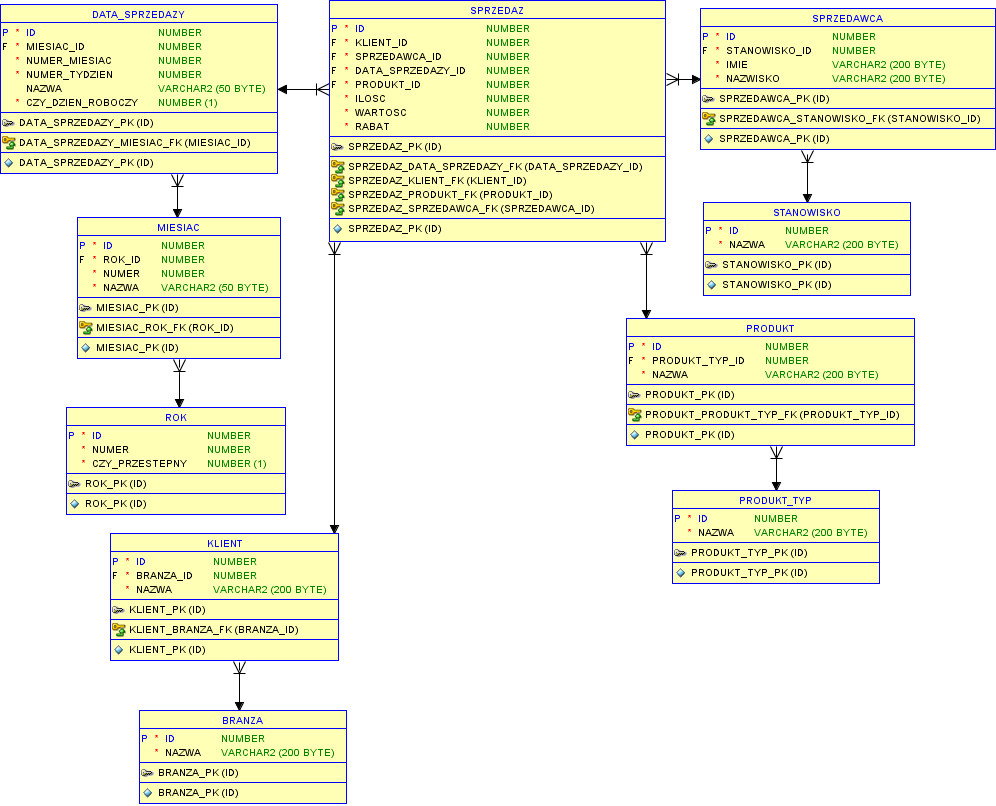 DATA_SPRZEDAZY
P * ID NUMBER
F * MIESIAC_ID NUMBER
* NUMER_MIESIAC NUMBER
* NUMER_TYDZIEN NUMBER
NAZWA VARCHAR2 (50 BYTE)
* CZY_DZIEN_ROBOCZY NUMBER (1)
DATA_SPRZEDAZY_PK (ID)
DATA_SPRZEDAZY_MIESIAC_FK (MIESIAC_ID)
DATA_SPRZEDAZY_PK (ID)
SPRZEDAZ
P * ID NUMBER
F * KLIENT_ID NUMBER
F * SPRZEDAWCA_ID NUMBER
F * DATA_SPRZEDAZY_ID NUMBER
F * PRODUKT_ID NUMBER
* ILOSC NUMBER
* WARTOSC NUMBER
* RABAT NUMBER
SPRZEDAZ_PK (ID)
SPRZEDAZ_DATA_SPRZEDAZY_FK (DATA_SPRZEDAZY_ID)
SPRZEDAZ_KLIENT_FK (KLIENT_ID)
SPRZEDAZ_PRODUKT_FK (PRODUKT_ID)
SPRZEDAZ_SPRZEDAWCA_FK (SPRZEDAWCA_ID)
SPRZEDAZ_PK (ID)
SPRZEDAWCA
P * ID NUMBER
F * STANOWISKO_ID NUMBER
* IMIE VARCHAR2 (200 BYTE)
* NAZWISKO VARCHAR2 (200 BYTE)
SPRZEDAWCA_PK (ID)
SPRZEDAWCA_STANOWISKO_FK (STANOWISKO_ID)
SPRZEDAWCA_PK (ID)
MIESIAC
P * ID NUMBER
F * ROK_ID NUMBER
* NUMER NUMBER
* NAZWA VARCHAR2 (50 BYTE)
MIESIAC_PK (ID)
MIESIAC_ROK_FK (ROK_ID)
MIESIAC_PK (ID)
STANOWISKO
P * ID NUMBER
* NAZWA VARCHAR2 (200 BYTE)
STANOWISKO_PK (ID)
STANOWISKO_PK (ID)
PRODUKT
P * ID NUMBER
F * PRODUKT_TYP_ID NUMBER
* NAZWA VARCHAR2 (200 BYTE)
PRODUKT_PK (ID)
PRODUKT_PRODUKT_TYP_FK (PRODUKT_TYP_ID)
PRODUKT_PK (ID)
ROK
P * ID NUMBER
* NUMER NUMBER
* CZY_PRZESTEPNY NUMBER (1)
ROK_PK (ID)
ROK_PK (ID)
PRODUKT_TYP
P * ID NUMBER
* NAZWA VARCHAR2 (200 BYTE)
PRODUKT_TYP_PK (ID)
PRODUKT_TYP_PK (ID)
KLIENT
P * ID NUMBER
F * BRANZA_ID NUMBER
* NAZWA VARCHAR2 (200 BYTE)
KLIENT_PK (ID)
KLIENT_BRANZA_FK (BRANZA_ID)
KLIENT_PK (ID)
BRANZA
P * ID NUMBER
* NAZWA VARCHAR2 (200 BYTE)
BRANZA_PK (ID)
BRANZA_PK (ID)